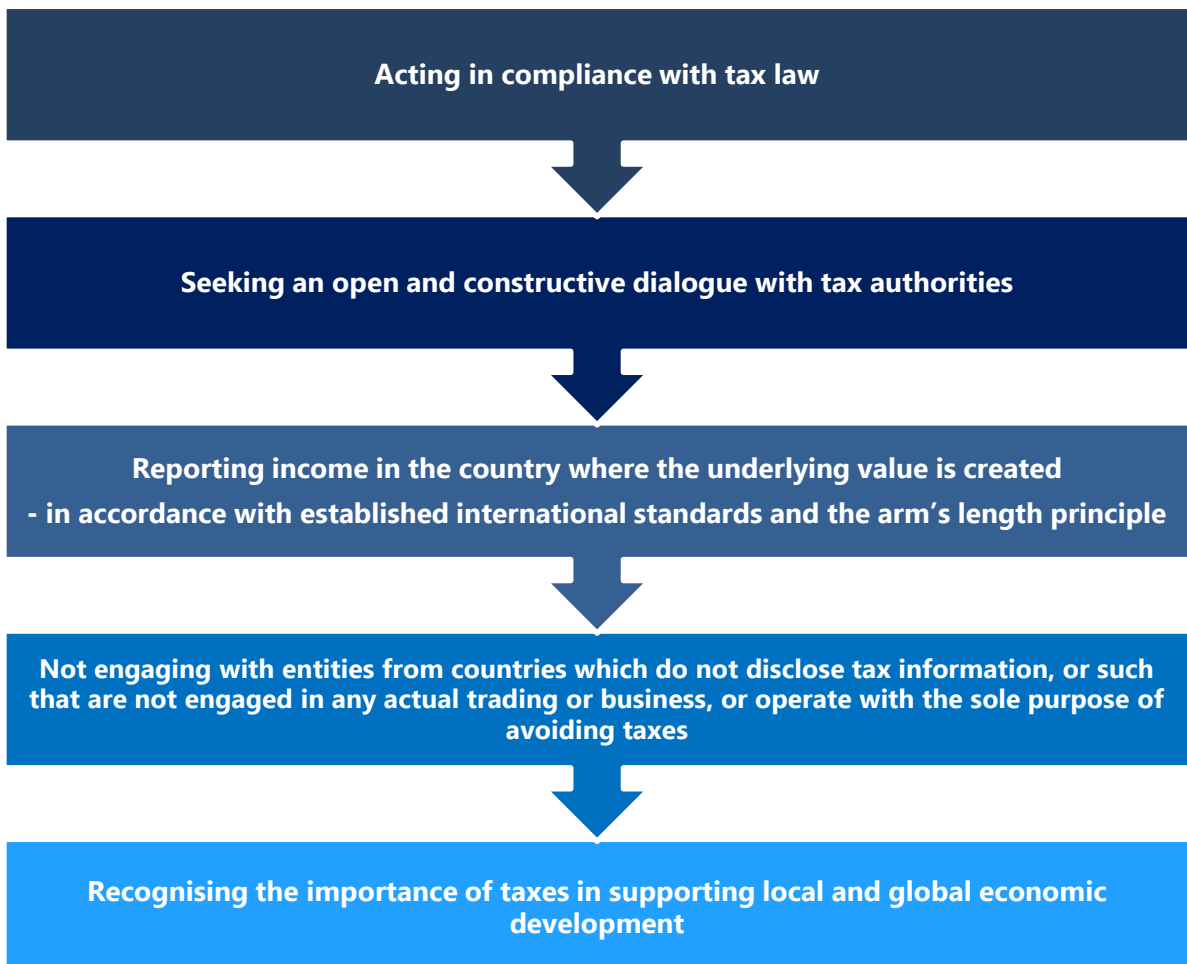 Acting in compliance with tax law
Seeking an open and constructive dialogue with tax authorities
Reporting income in the country where the underlying value is created
- in accordance with established international standards and the arm’s length principle
Not engaging with entities from countries which do not disclose tax information, or such
that are not engaged in any actual trading or business, or operate with the sole purpose of
avoiding taxes
Recognising the importance of taxes in supporting local and global economic
development